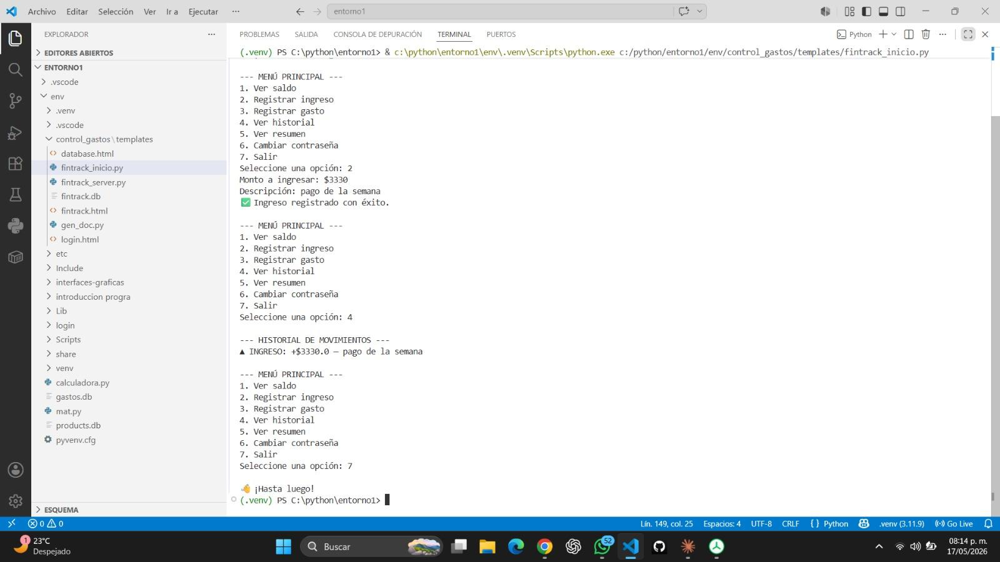 Archivo Editar Selección Ver Ir a Ejecutar ···
entorno1
EXPLORADOR
EDITORES ABIERTOS
ENTORNO1
.vscode
env
.venv
.vscode
control_gastos\templates
database.html
fintrack_inicio.py
fintrack_server.py
fintrack.db
fintrack.html
gen_doc.py
login.html
etc
Include
interfaces-graficas
introduccion progra
Lib
login
Scripts
share
venv
calculadora.py
gastos.db
mat.py
products.db
pyvenv.cfg
ESQUEMA
PROBLEMAS SALIDA CONSOLA DE DEPURACIÓN TERMINAL PUERTOS
Python
(.venv) PS C:\python\entorno1> & c:\python\entorno1\env\.venv\Scripts\python.exe c:/python/entorno1/env/control_gastos/templates/fintrack_inicio.py
--- MENÚ PRINCIPAL ---
1. Ver saldo
2. Registrar ingreso
3. Registrar gasto
4. Ver historial
5. Ver resumen
6. Cambiar contraseña
7. Salir
Seleccione una opción: 2
Monto a ingresar: $3330
Descripción: pago de la semana
✅ Ingreso registrado con éxito.
--- MENÚ PRINCIPAL ---
1. Ver saldo
2. Registrar ingreso
3. Registrar gasto
4. Ver historial
5. Ver resumen
6. Cambiar contraseña
7. Salir
Seleccione una opción: 4
--- HISTORIAL DE MOVIMIENTOS ---
▲ INGRESO: +$3330.0 — pago de la semana
--- MENÚ PRINCIPAL ---
1. Ver saldo
2. Registrar ingreso
3. Registrar gasto
4. Ver historial
5. Ver resumen
6. Cambiar contraseña
7. Salir
Seleccione una opción: 7
👋 ¡Hasta luego!
(.venv) PS C:\python\entorno1>
0 0
Lín. 149, col. 25 Espacios: 4 UTF-8 CRLF { } Python .venv (3.11.9) Go Live
1
23°C
Despejado
Buscar
52
08:14 p. m.
17/05/2026